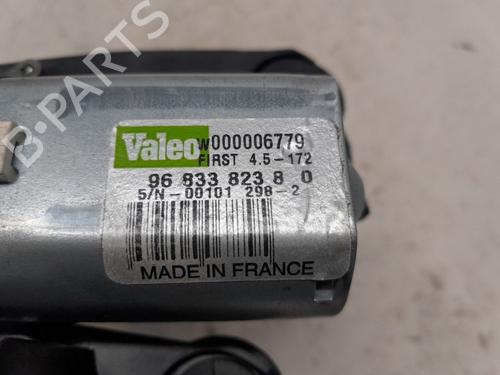 B-PARTS
Valeo W000006779
FIRST 4.5-172
96 833 823 8 0
S/N-00101 298-2
MADE IN FRANCE